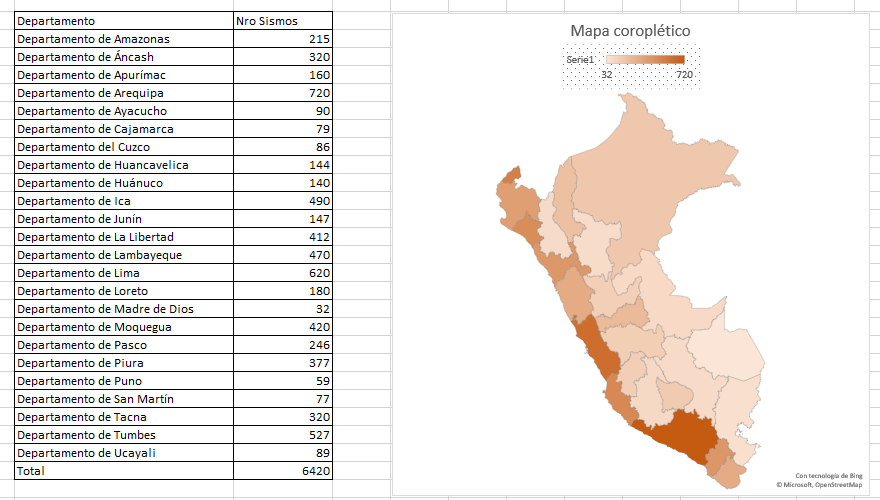 Departamento Nro Sismos
Departamento de Amazonas 215
Departamento de Áncash 320
Departamento de Apurímac 160
Departamento de Arequipa 720
Departamento de Ayacucho 90
Departamento de Cajamarca 79
Departamento del Cuzco 86
Departamento de Huancavelica 144
Departamento de Huánuco 140
Departamento de Ica 490
Departamento de Junín 147
Departamento de La Libertad 412
Departamento de Lambayeque 470
Departamento de Lima 620
Departamento de Loreto 180
Departamento de Madre de Dios 32
Departamento de Moquegua 420
Departamento de Pasco 246
Departamento de Piura 377
Departamento de Puno 59
Departamento de San Martín 77
Departamento de Tacna 320
Departamento de Tumbes 527
Departamento de Ucayali 89
Total 6420
Mapa coroplético
Serie1
32 720
Con tecnología de Bing
© Microsoft, OpenStreetMap